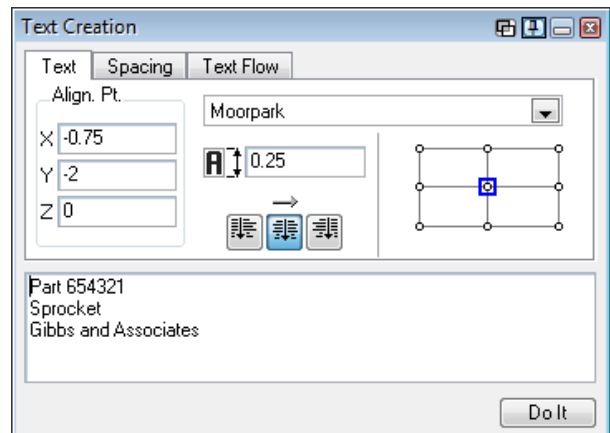 Text Creation
Text Spacing Text Flow
Align. Pt.
Moorpark
X -0.75
A 0.25
Y -2
Z 0
Part 654321
Sprocket
Gibbs and Associates
Do It